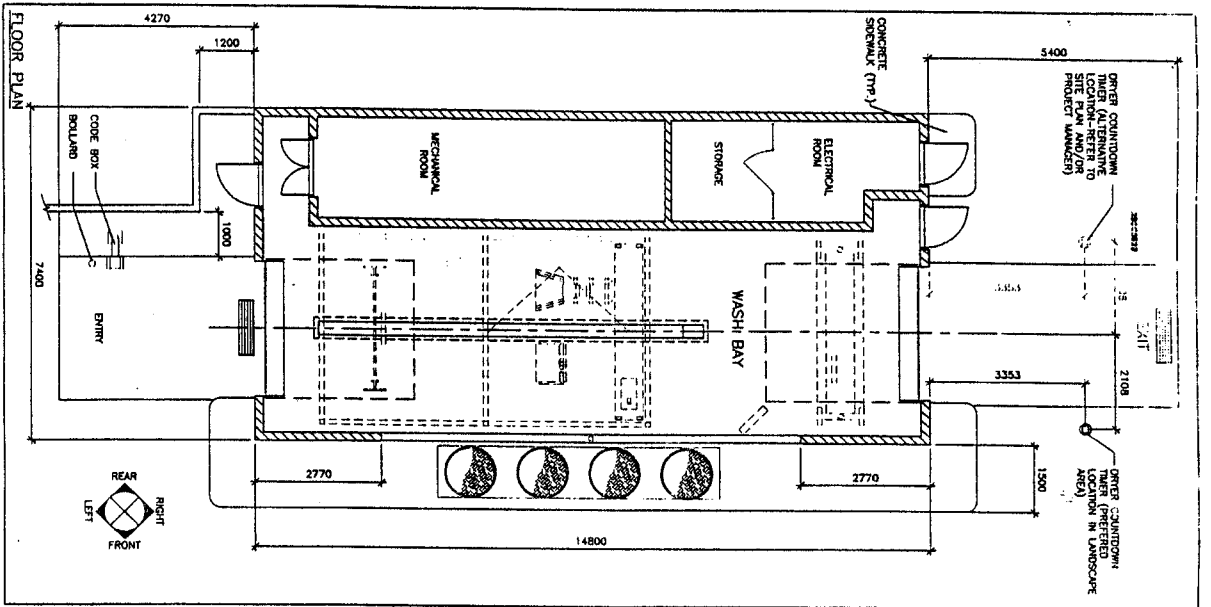 FLOOR PLAN
4270
1200
CODE BOX
BOLLARD
7400
1000
ENTRY
MECHANICAL
ROOM
ELECTRICAL
ROOM
STORAGE
WASH BAY
CONCRETE
SIDEWALK (TYP.)
5400
DRYER COUNTDOWN
TIMER (ALTERNATIVE
LOCATION-REFER TO
SITE PLAN AND/OR
PROJECT MANAGER)
3353
EXIT
2108
3353
DRYER COUNTDOWN
TIMER (PREFERED
LOCATION IN LANDSCAPE
AREA)
2770
2770
1500
14800
REAR
RIGHT
LEFT
FRONT